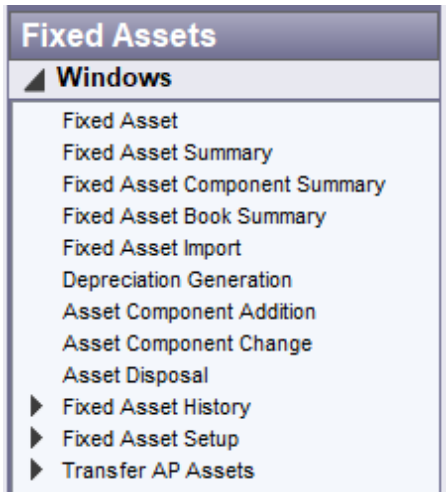 Fixed Assets
Windows
Fixed Asset
Fixed Asset Summary
Fixed Asset Component Summary
Fixed Asset Book Summary
Fixed Asset Import
Depreciation Generation
Asset Component Addition
Asset Component Change
Asset Disposal
Fixed Asset History
Fixed Asset Setup
Transfer AP Assets